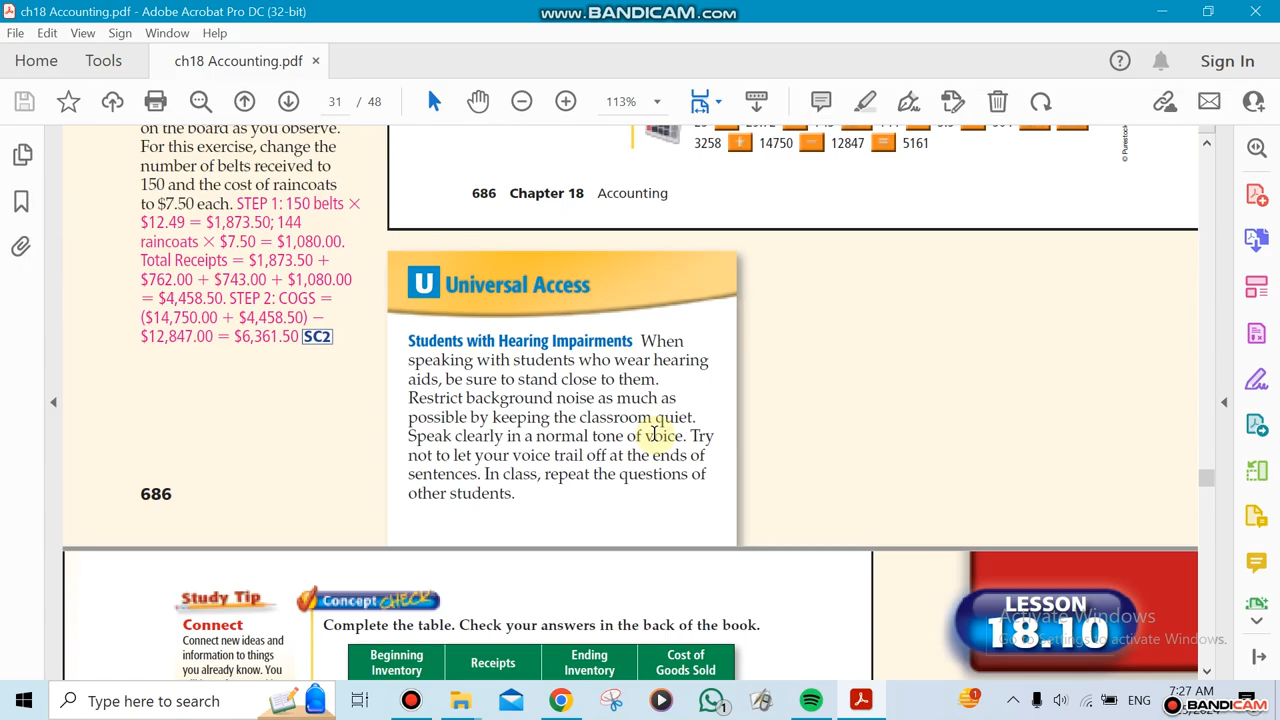 ch18 Accounting.pdf - Adobe Acrobat Pro DC (32-bit)
www.BANDICAM.com
File Edit View Sign Window Help
Home Tools ch18 Accounting.pdf × Sign In
31 / 48 113%
on the board as you observe.
For this exercise, change the
number of belts received to
150 and the cost of raincoats
to $7.50 each. STEP 1: 150 belts ×
$12.49 = $1,873.50; 144
raincoats × $7.50 = $1,080.00.
Total Receipts = $1,873.50 +
$762.00 + $743.00 + $1,080.00
= $4,458.50. STEP 2: COGS =
($14,750.00 + $4,458.50) –
$12,847.00 = $6,361.50 SC2
686
3258 + 14750 − 12847 = 5161
686 Chapter 18 Accounting
U Universal Access
Students with Hearing Impairments When
speaking with students who wear hearing
aids, be sure to stand close to them.
Restrict background noise as much as
possible by keeping the classroom quiet.
Speak clearly in a normal tone of voice. Try
not to let your voice trail off at the ends of
sentences. In class, repeat the questions of
other students.
Study Tip
Connect
Connect new ideas and
information to things
you already know. You
Concept CHECK
Complete the table. Check your answers in the back of the book.
Beginning
Inventory
Receipts
Ending
Inventory
Cost of
Goods Sold
LESSON
18.10
Activate Windows
Go to Settings to activate Windows.
Type here to search
ENG
7:27 AM
BANDICAM